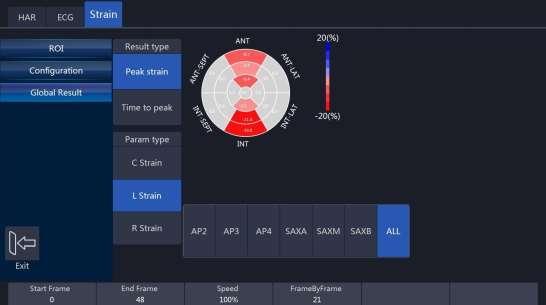 HAR ECG Strain
ROI
Configuration
Global Result
Result type
Peak strain
Time to peak
Param type
C Strain
L Strain
R Strain
ANT
ANT-SEPT
ANT-LAT
INT-SEPT
INT-LAT
INT
20(%)
-20(%)
AP2 AP3 AP4 SAXA SAXM SAXB ALL
Exit
Start Frame End Frame Speed FrameByFrame
0 48 100% 21